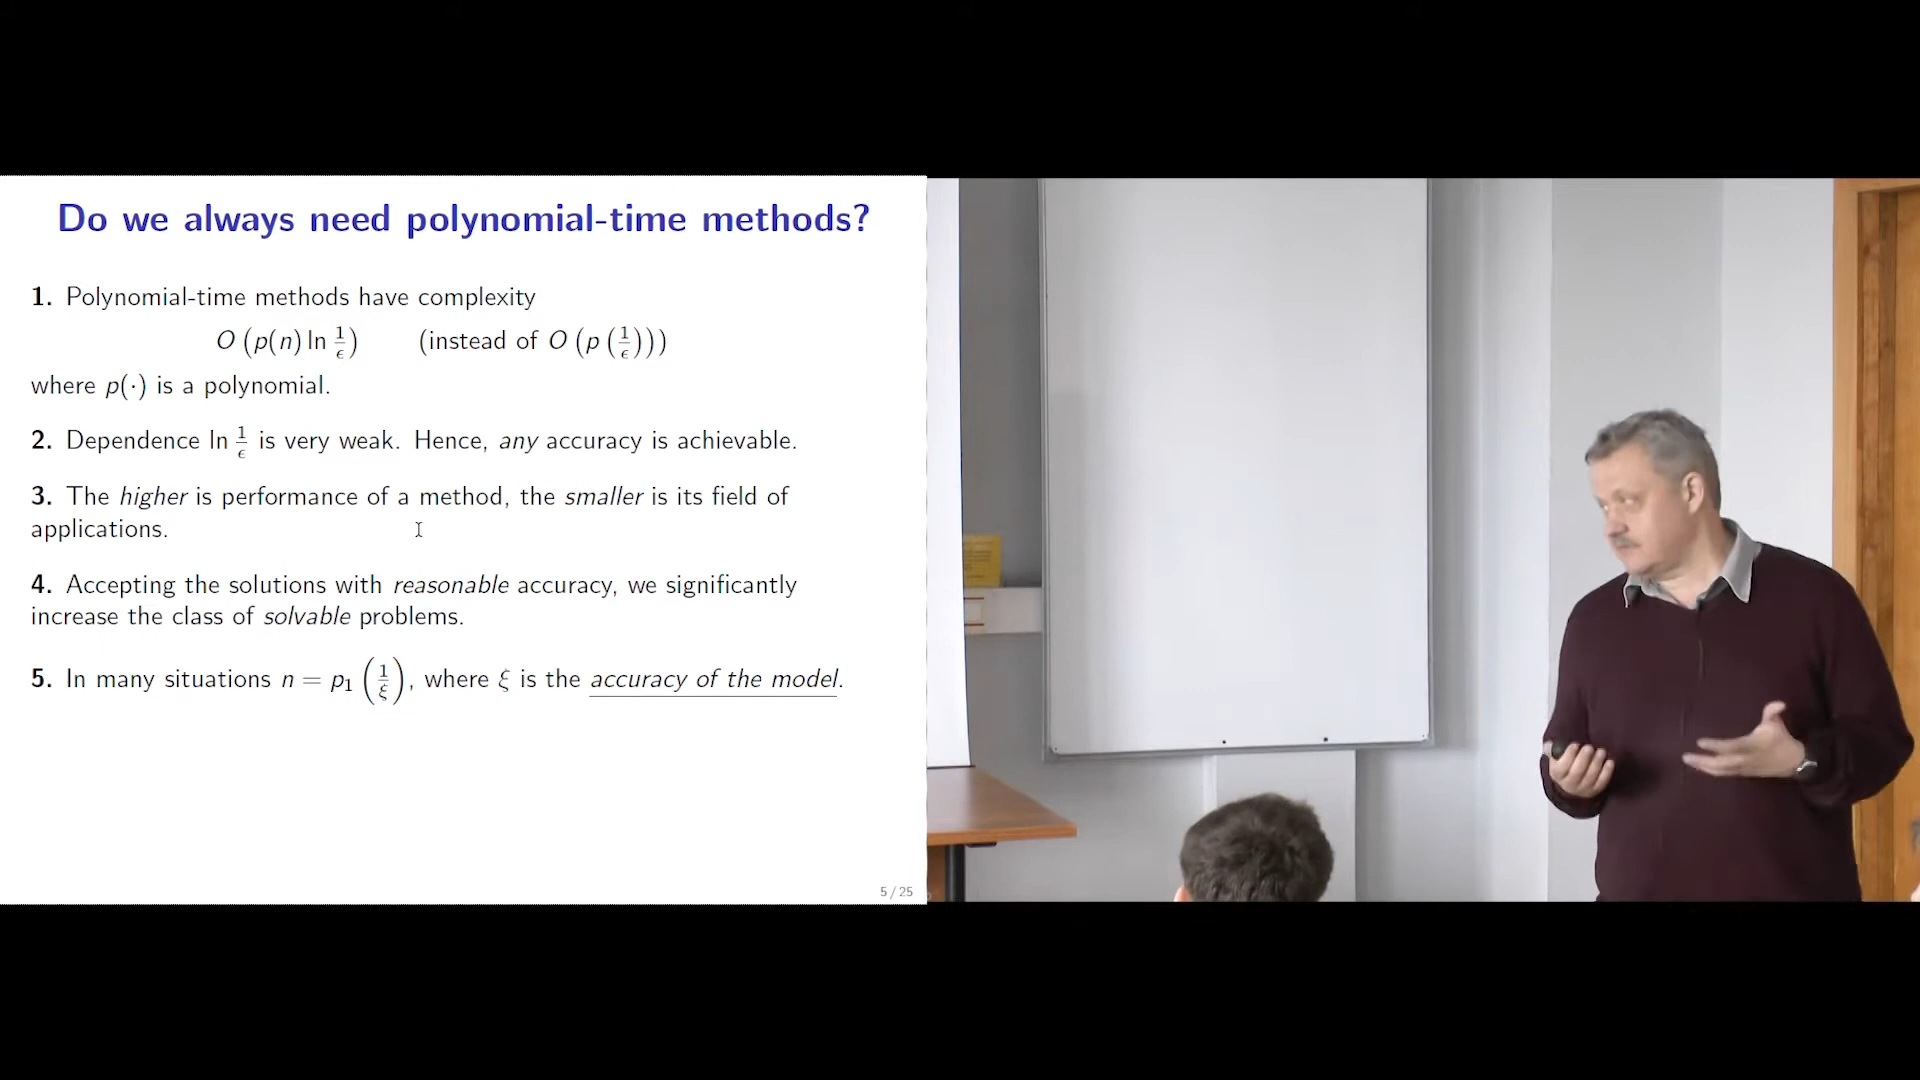 Do we always need polynomial-time methods?
1. Polynomial-time methods have complexity
O (p(n) ln 1/ϵ) (instead of O (p (1/ϵ)))
where p(·) is a polynomial.
2. Dependence ln 1/ϵ is very weak. Hence, any accuracy is achievable.
3. The higher is performance of a method, the smaller is its field of
applications.
4. Accepting the solutions with reasonable accuracy, we significantly
increase the class of solvable problems.
5. In many situations n = p₁ (1/ξ), where ξ is the accuracy of the model.
5 / 25